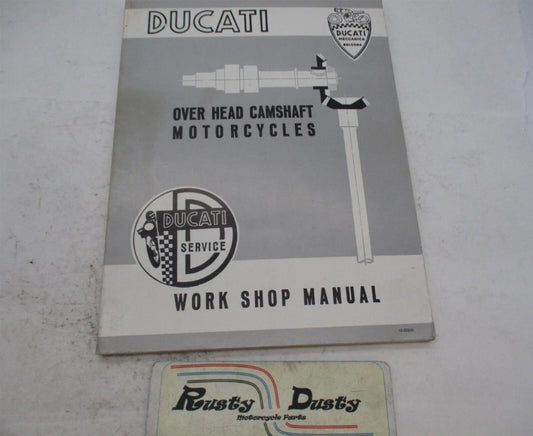 DUCATI
DUCATI
MECCANICA
BOLOGNA
OVER HEAD CAMSHAFT
MOTORCYCLES
DUCATI
SERVICE
WORK SHOP MANUAL
Rusty Dusty
Motorcycle Parts